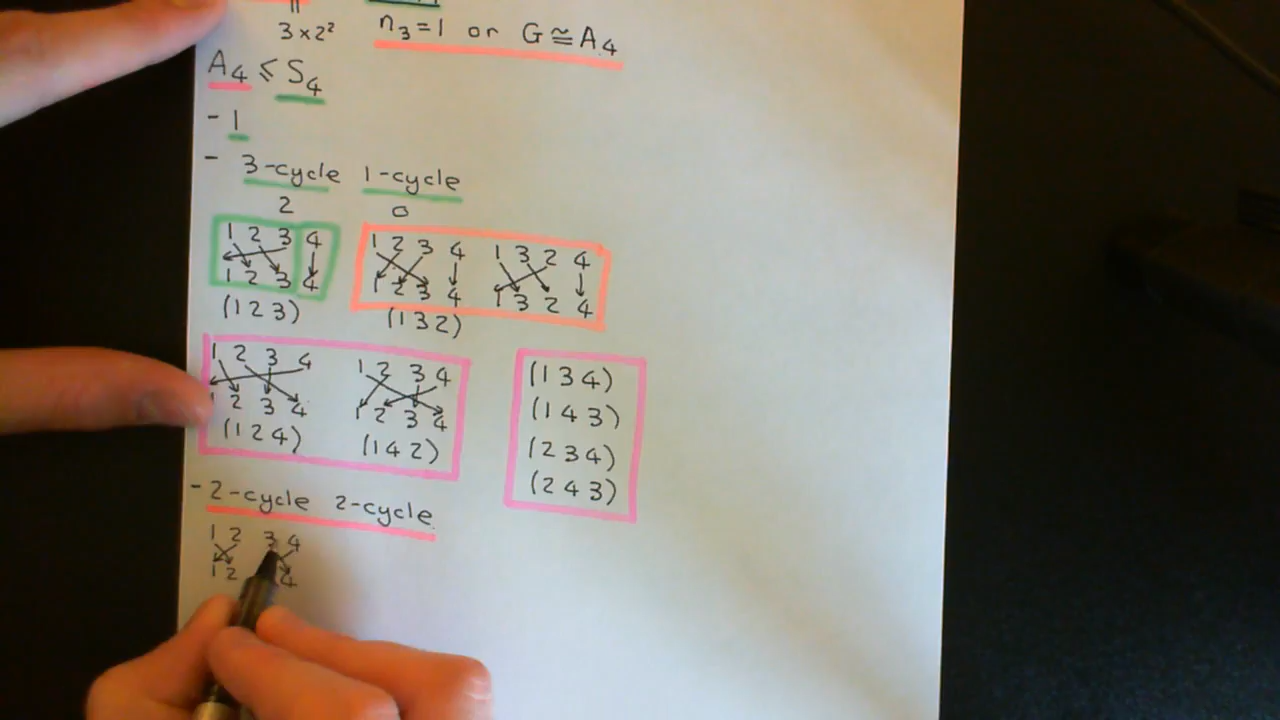 3 × 2² n₃ = 1 or G ≅ A₄
A₄ ⩽ S₄
- 1
- 3-cycle 1-cycle
2 0
1 2 3 4 1 2 3 4 1 3 2 4
1 2 3 4 1 2 3 4 1 3 2 4
(1 2 3) (1 3 2)
1 2 3 4 1 2 3 4
1 2 3 4 1 2 3 4
(1 2 4) (1 4 2)
(1 3 4)
(1 4 3)
(2 3 4)
(2 4 3)
- 2-cycle 2-cycle
1 2 3 4
1 2 4